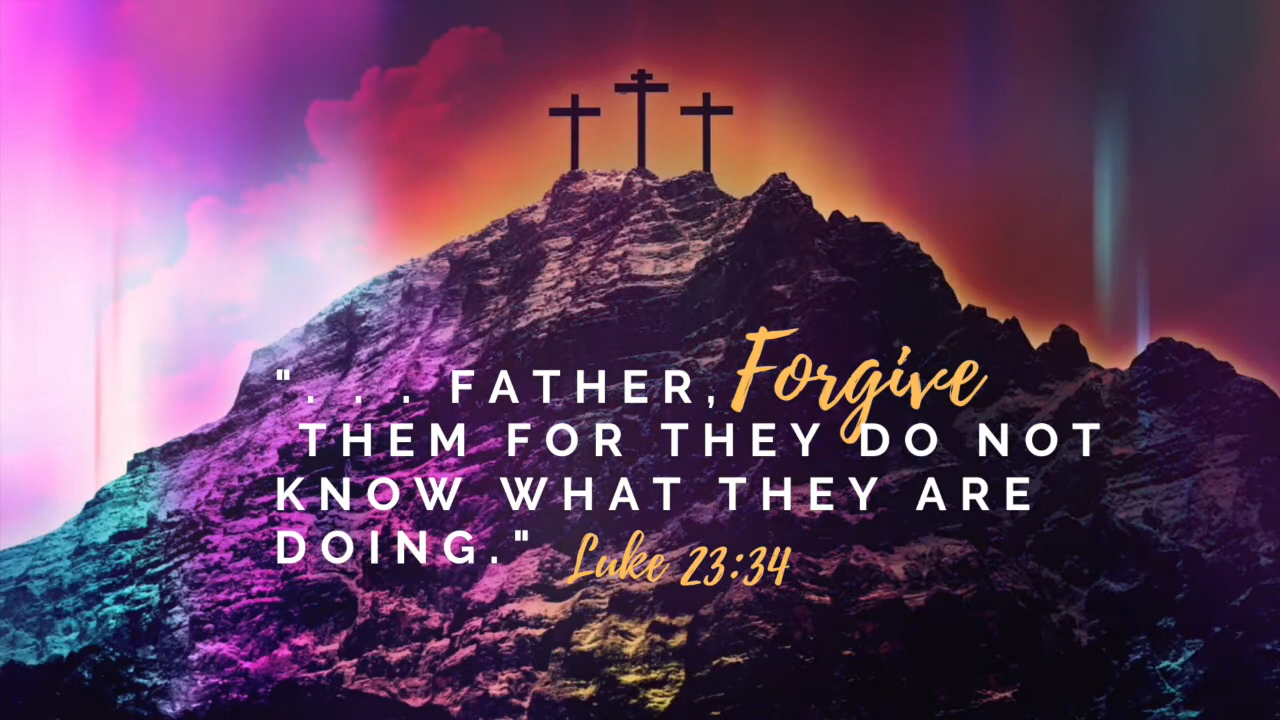 ". . . FATHER, Forgive
THEM FOR THEY DO NOT
KNOW WHAT THEY ARE
DOING." Luke 23:34